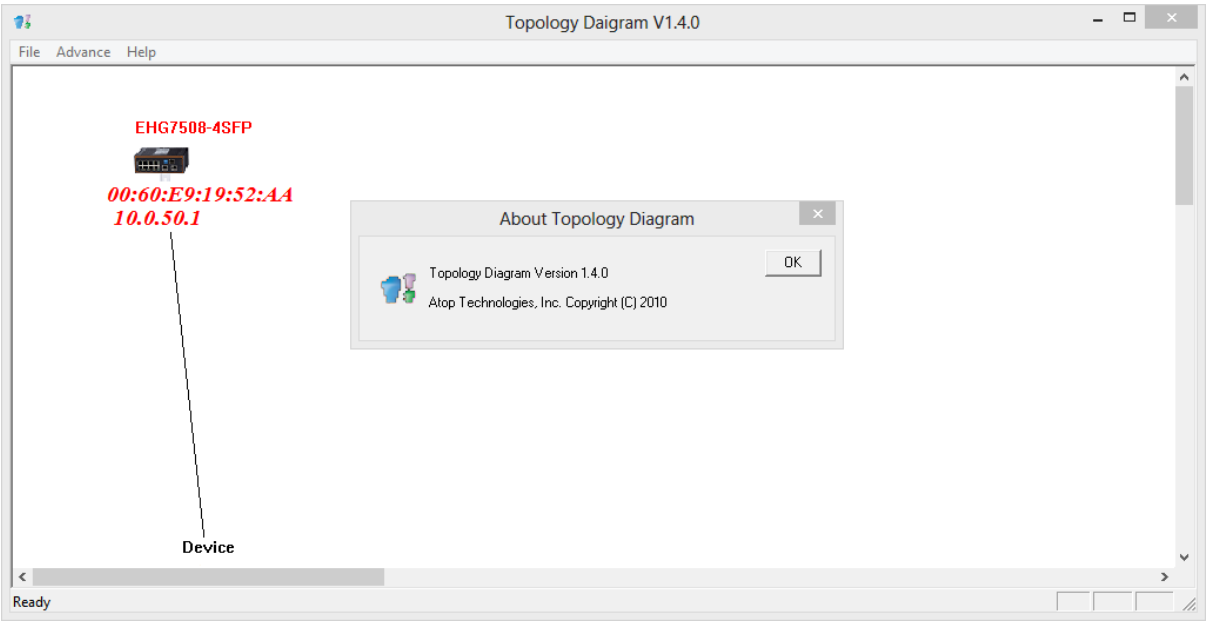 Topology Daigram V1.4.0
File Advance Help
EHG7508-4SFP
00:60:E9:19:52:AA
10.0.50.1
About Topology Diagram
OK
Topology Diagram Version 1.4.0
Atop Technologies, Inc. Copyright (C) 2010
Device
Ready